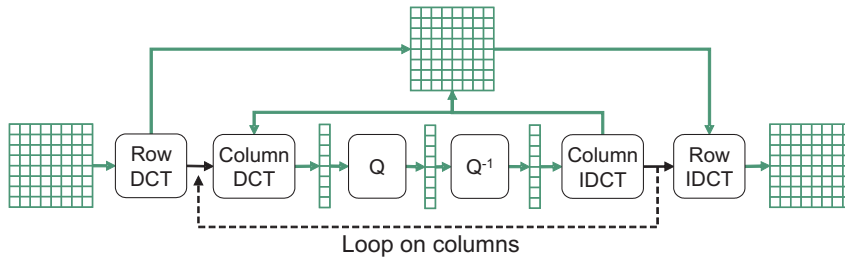 Row
DCT
Column
DCT
Q
Q⁻¹
Column
IDCT
Row
IDCT
Loop on columns